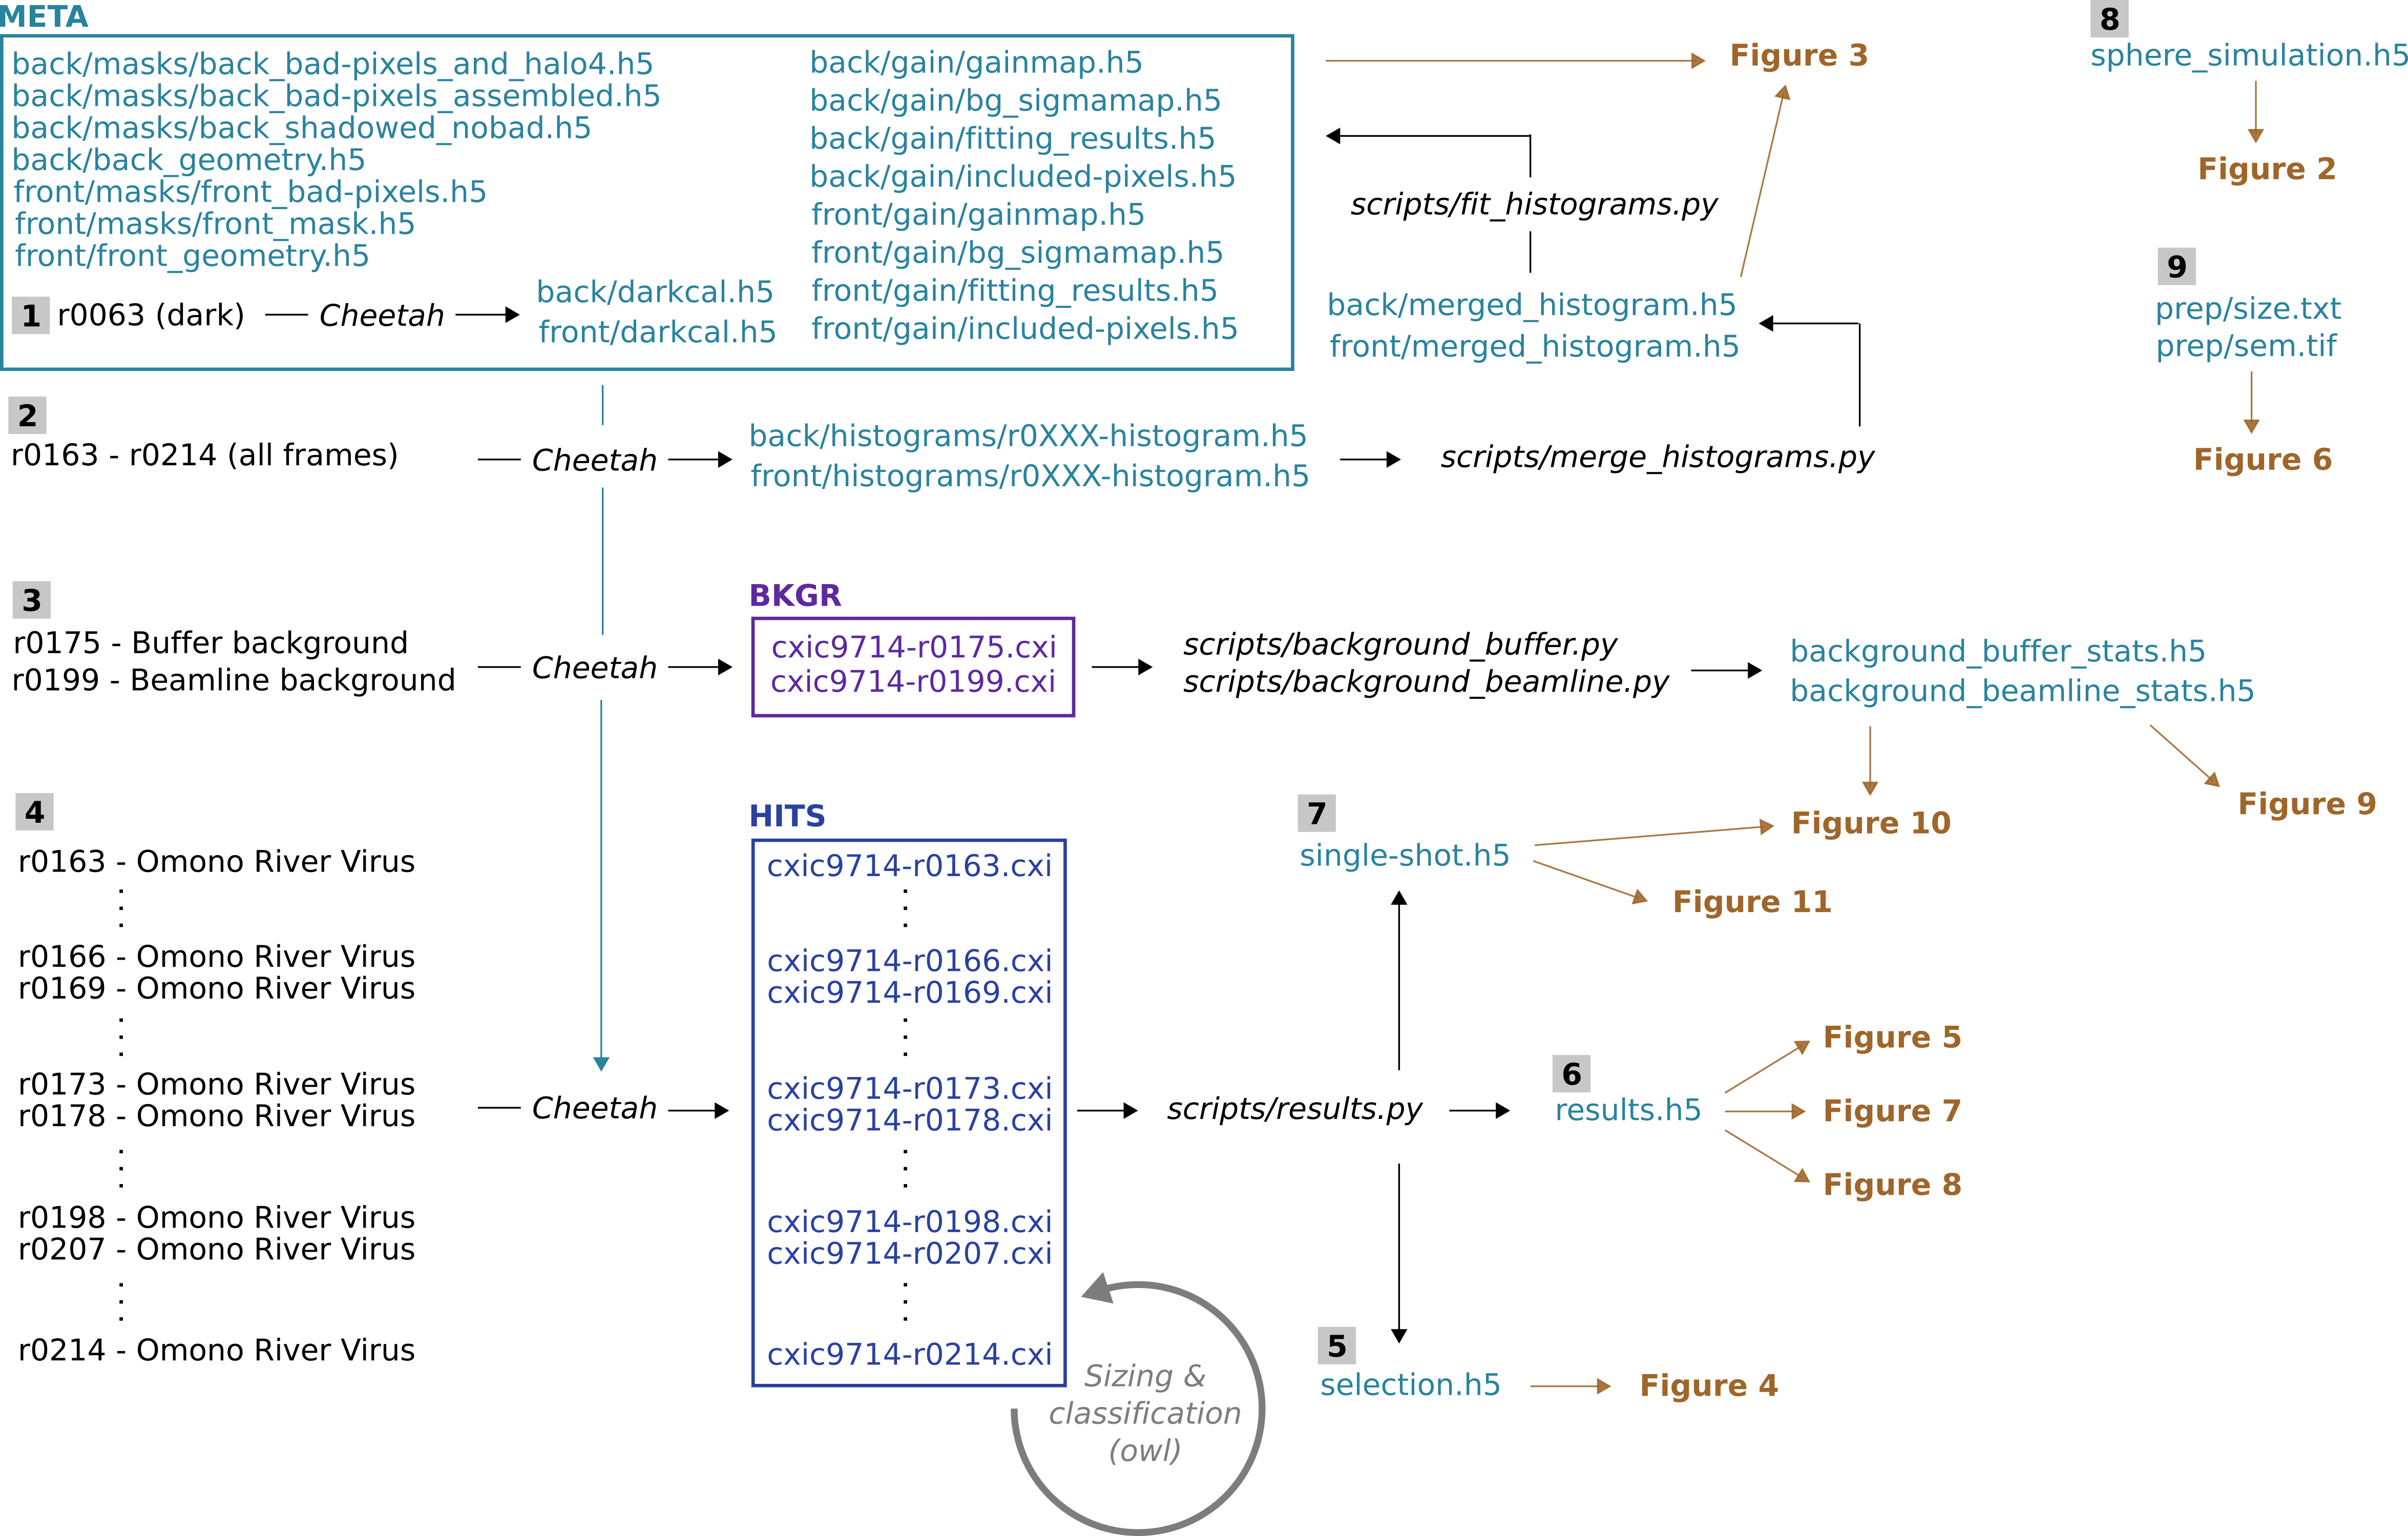 META
back/masks/back_bad-pixels_and_halo4.h5
back/masks/back_bad-pixels_assembled.h5
back/masks/back_shadowed_nobad.h5
back/back_geometry.h5
front/masks/front_bad-pixels.h5
front/masks/front_mask.h5
front/front_geometry.h5
1 r0063 (dark) Cheetah
back/darkcal.h5
front/darkcal.h5
back/gain/gainmap.h5
back/gain/bg_sigmamap.h5
back/gain/fitting_results.h5
back/gain/included-pixels.h5
front/gain/gainmap.h5
front/gain/bg_sigmamap.h5
front/gain/fitting_results.h5
front/gain/included-pixels.h5
Figure 3
scripts/fit_histograms.py
back/merged_histogram.h5
front/merged_histogram.h5
8
sphere_simulation.h5
Figure 2
9
prep/size.txt
prep/sem.tif
Figure 6
2
r0163 - r0214 (all frames)
Cheetah
back/histograms/r0XXX-histogram.h5
front/histograms/r0XXX-histogram.h5
scripts/merge_histograms.py
3
r0175 - Buffer background
r0199 - Beamline background
Cheetah
BKGR
cxic9714-r0175.cxi
cxic9714-r0199.cxi
scripts/background_buffer.py
scripts/background_beamline.py
background_buffer_stats.h5
background_beamline_stats.h5
Figure 10
Figure 9
4
r0163 - Omono River Virus
r0166 - Omono River Virus
r0169 - Omono River Virus
r0173 - Omono River Virus
r0178 - Omono River Virus
r0198 - Omono River Virus
r0207 - Omono River Virus
r0214 - Omono River Virus
Cheetah
HITS
cxic9714-r0163.cxi
cxic9714-r0166.cxi
cxic9714-r0169.cxi
cxic9714-r0173.cxi
cxic9714-r0178.cxi
cxic9714-r0198.cxi
cxic9714-r0207.cxi
cxic9714-r0214.cxi
Sizing &
classification
(owl)
scripts/results.py
7
single-shot.h5
Figure 11
6
results.h5
Figure 5
Figure 7
Figure 8
5
selection.h5
Figure 4